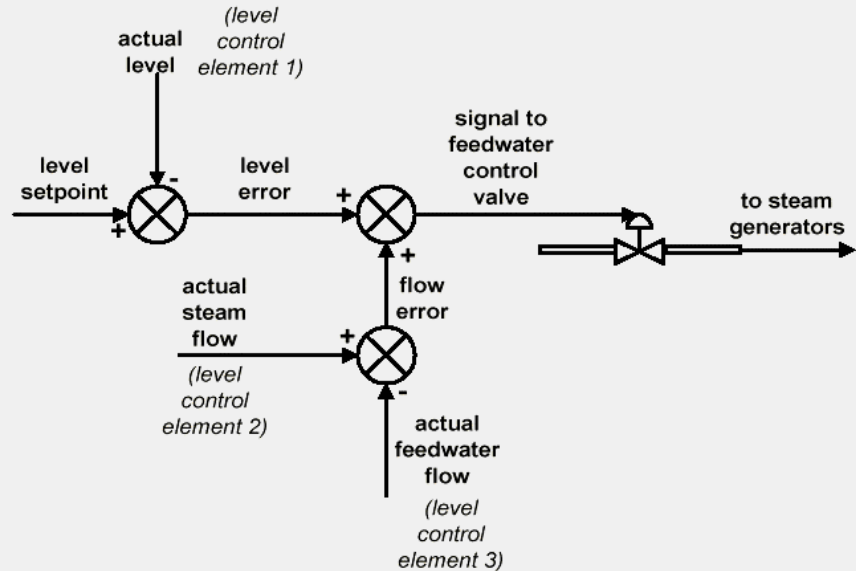 actual
level
(level
control
element 1)
level
setpoint
+
-
level
error
+
signal to
feedwater
control
valve
to steam
generators
+
actual
steam
flow
+
(level
control
element 2)
flow
error
-
actual
feedwater
flow
(level
control
element 3)